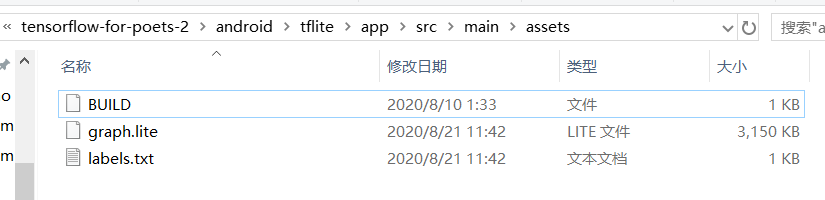 « tensorflow-for-poets-2 > android > tflite > app > src > main > assets 搜索"a
名称 修改日期 类型 大小
BUILD 2020/8/10 1:33 文件 1 KB
graph.lite 2020/8/21 11:42 LITE 文件 3,150 KB
labels.txt 2020/8/21 11:42 文本文档 1 KB
o
m
m